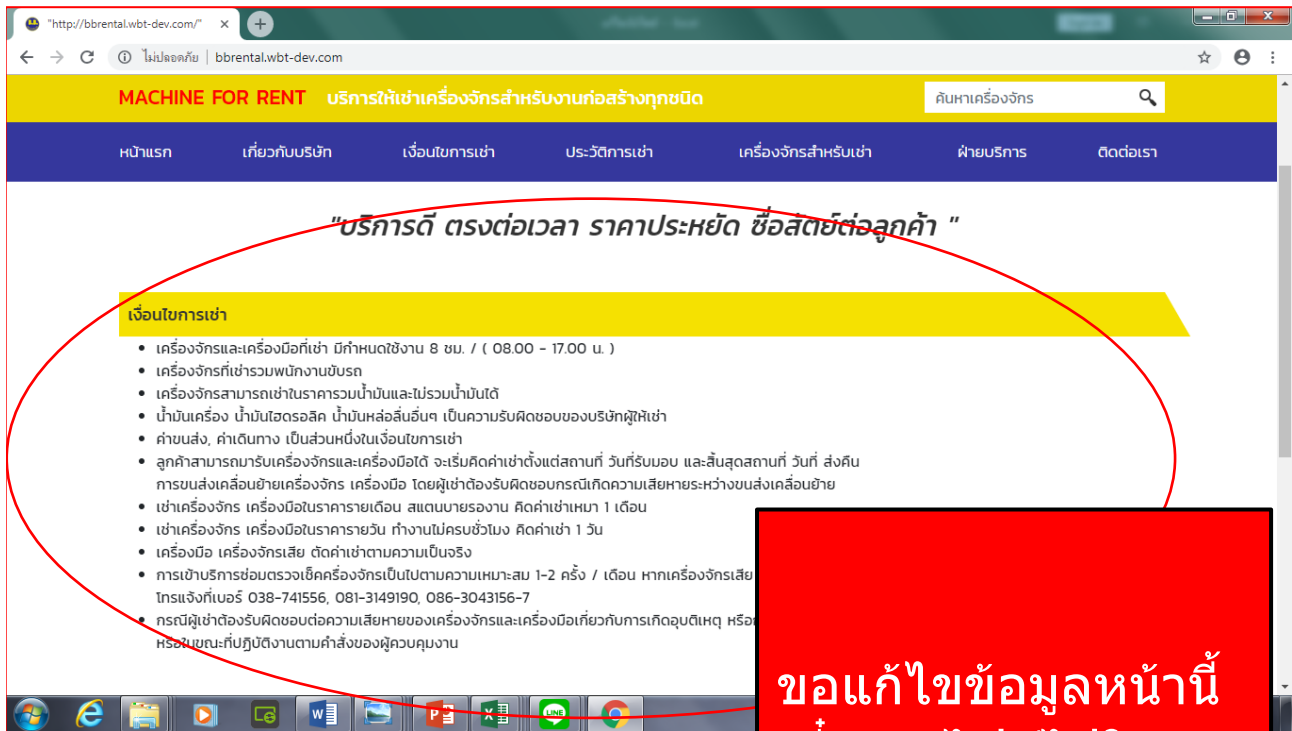 "http://bbrental.wbt-dev.com/"
ไม่ปลอดภัย | bbrental.wbt-dev.com
MACHINE FOR RENT บริการให้เช่าเครื่องจักรสำหรับงานก่อสร้างทุกชนิด ค้นหาเครื่องจักร
หน้าแรก เกี่ยวกับบริษัท เงื่อนไขการเช่า ประวัติการเช่า เครื่องจักรสำหรับเช่า ฝ่ายบริการ ติดต่อเรา
"บริการดี ตรงต่อเวลา ราคาประหยัด ซื่อสัตย์ต่อลูกค้า "
เงื่อนไขการเช่า
เครื่องจักรและเครื่องมือที่เช่า มีกำหนดใช้งาน 8 ชม. / ( 08.00 - 17.00 น. )
เครื่องจักรที่เช่ารวมพนักงานขับรถ
เครื่องจักรสามารถเช่าในราคารวมน้ำมันและไม่รวมน้ำมันได้
น้ำมันเครื่อง น้ำมันไฮดรอลิค น้ำมันหล่อลื่นอื่นๆ เป็นความรับผิดชอบของบริษัทผู้ให้เช่า
ค่าขนส่ง, ค่าเดินทาง เป็นส่วนหนึ่งในเงื่อนไขการเช่า
ลูกค้าสามารถมารับเครื่องจักรและเครื่องมือได้ จะเริ่มคิดค่าเช่าตั้งแต่สถานที่ วันที่รับมอบ และสิ้นสุดสถานที่ วันที่ ส่งคืน
การขนส่งเคลื่อนย้ายเครื่องจักร เครื่องมือ โดยผู้เช่าต้องรับผิดชอบกรณีเกิดความเสียหายระหว่างขนส่งเคลื่อนย้าย
เช่าเครื่องจักร เครื่องมือในราคารายเดือน สแตนบายรองาน คิดค่าเช่าเหมา 1 เดือน
เช่าเครื่องจักร เครื่องมือในราคารายวัน ทำงานไม่ครบชั่วโมง คิดค่าเช่า 1 วัน
เครื่องมือ เครื่องจักรเสีย ตัดค่าเช่าตามความเป็นจริง
การเข้าบริการซ่อมตรวจเช็คครื่องจักรเป็นไปตามความเหมาะสม 1-2 ครั้ง / เดือน หากเครื่องจักรเสีย
โทรแจ้งที่เบอร์ 038-741556, 081-3149190, 086-3043156-7
กรณีผู้เช่าต้องรับผิดชอบต่อความเสียหายของเครื่องจักรและเครื่องมือเกี่ยวกับการเกิดอุบติเหตุ
หรือในขณะที่ปฏิบัติงานตามคำสั่งของผู้ควบคุมงาน
ขอแก้ไขข้อมูลหน้านี้